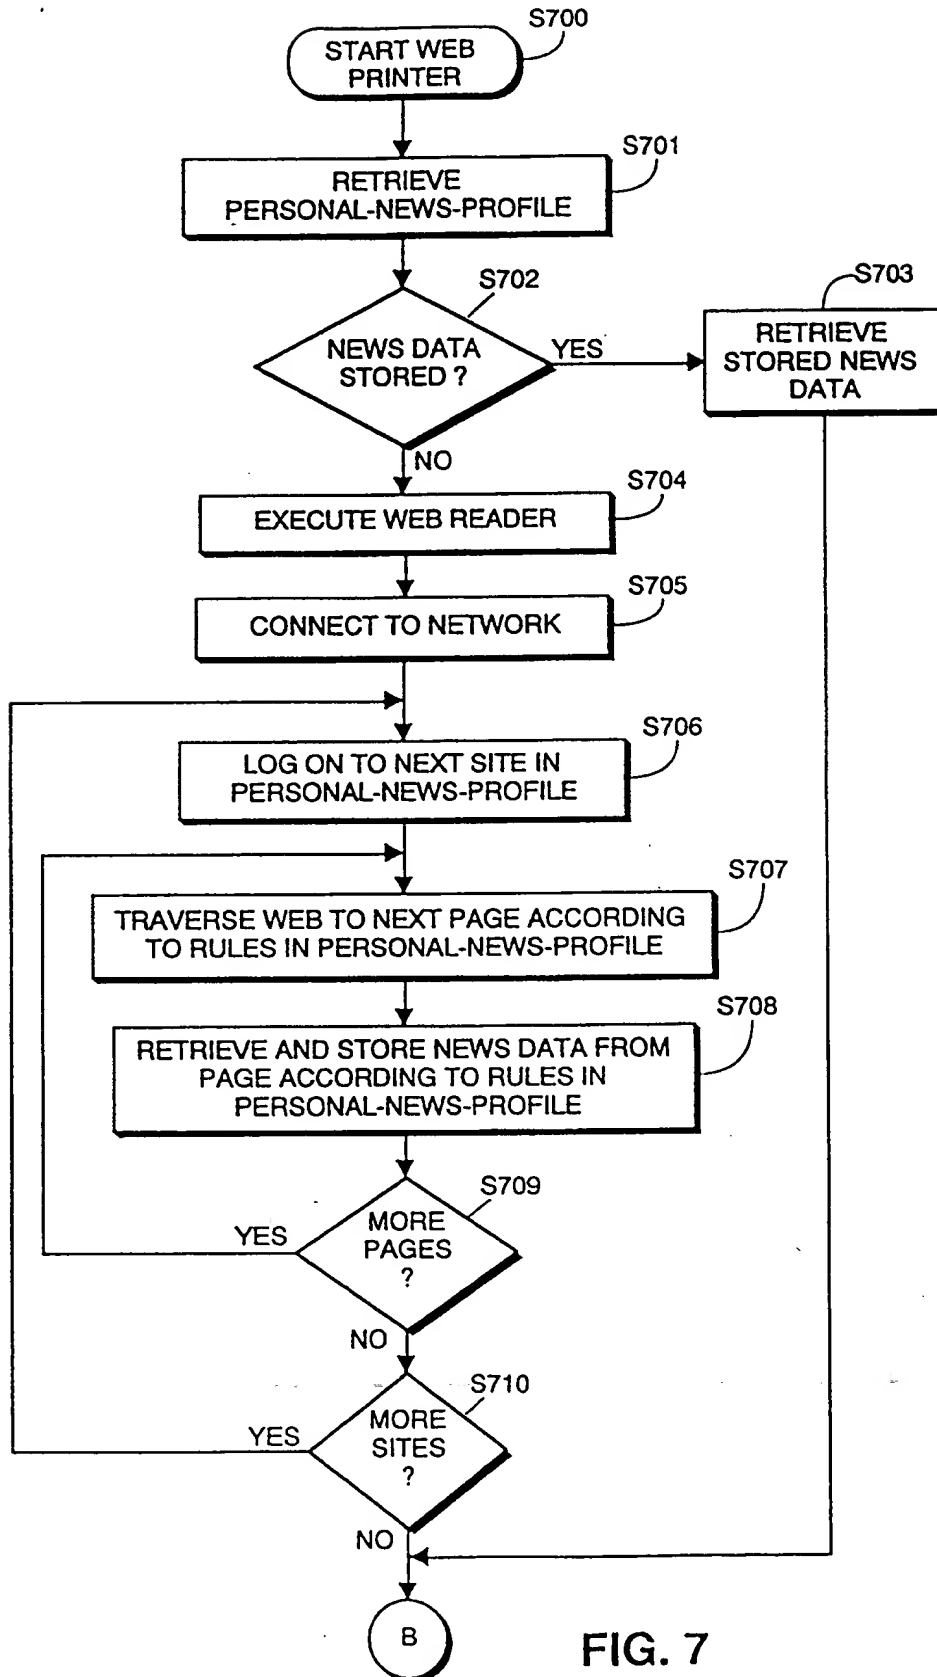 S700
START WEB
PRINTER
S701
RETRIEVE
PERSONAL-NEWS-PROFILE
S702
NEWS DATA
STORED ?
YES
S703
RETRIEVE
STORED NEWS
DATA
NO
S704
EXECUTE WEB READER
S705
CONNECT TO NETWORK
S706
LOG ON TO NEXT SITE IN
PERSONAL-NEWS-PROFILE
S707
TRAVERSE WEB TO NEXT PAGE ACCORDING
TO RULES IN PERSONAL-NEWS-PROFILE
S708
RETRIEVE AND STORE NEWS DATA FROM
PAGE ACCORDING TO RULES IN
PERSONAL-NEWS-PROFILE
S709
MORE
PAGES
?
YES
NO
S710
MORE
SITES
?
YES
NO
B
FIG. 7